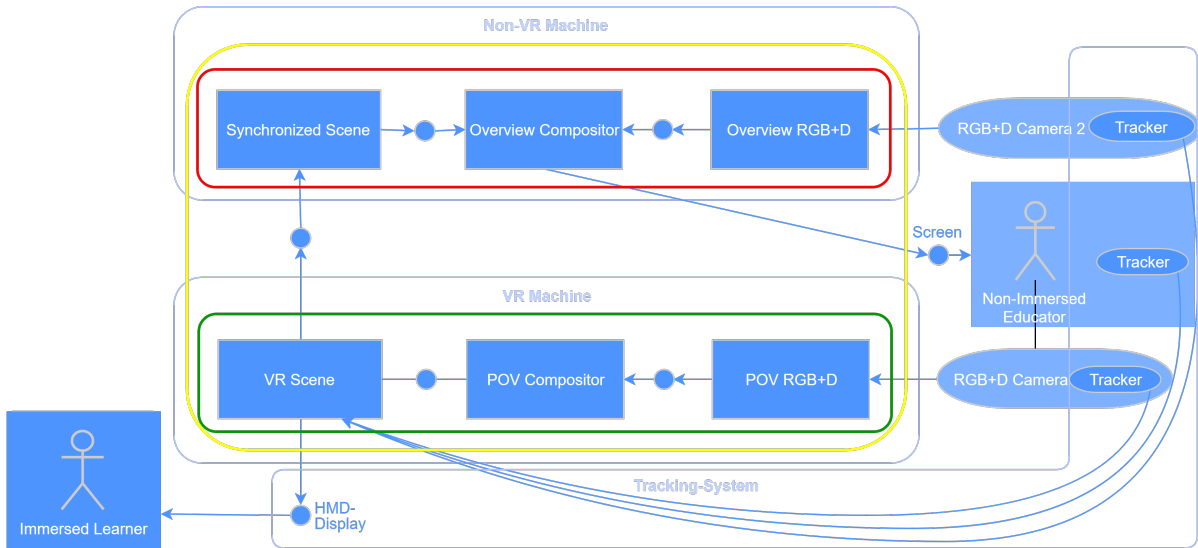 Non-VR Machine
Synchronized Scene
Overview Compositor
Overview RGB+D
RGB+D Camera 2
Tracker
Screen
Tracker
Non-Immersed
Educator
VR Machine
VR Scene
POV Compositor
POV RGB+D
RGB+D Camera
Tracker
Tracking-System
HMD-
Display
Immersed Learner